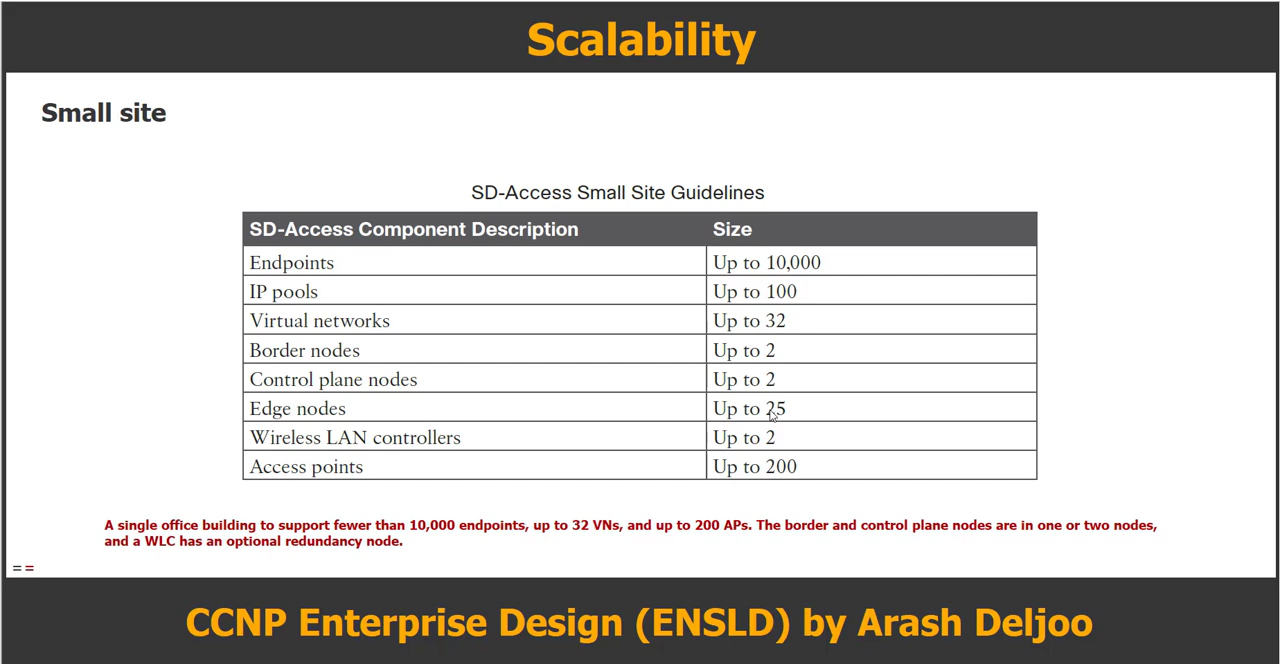 Scalability
Small site
SD-Access Small Site Guidelines
SD-Access Component Description Size
Endpoints Up to 10,000
IP pools Up to 100
Virtual networks Up to 32
Border nodes Up to 2
Control plane nodes Up to 2
Edge nodes Up to 25
Wireless LAN controllers Up to 2
Access points Up to 200
A single office building to support fewer than 10,000 endpoints, up to 32 VNs, and up to 200 APs. The border and control plane nodes are in one or two nodes,
and a WLC has an optional redundancy node.
==
CCNP Enterprise Design (ENSLD) by Arash Deljoo